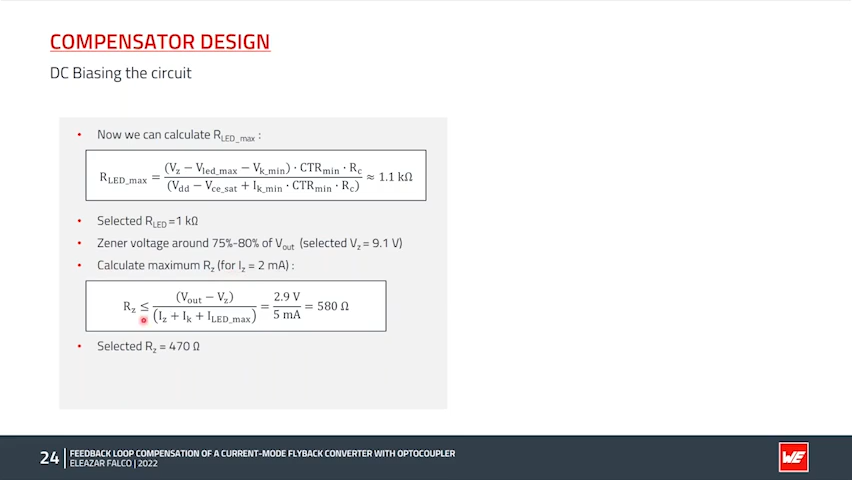 COMPENSATOR DESIGN
DC Biasing the circuit
• Now we can calculate R_LED_max :
R_LED_max = (V_z − V_led_max − V_k_min) · CTR_min · R_c / (V_dd − V_ce_sat + I_k_min · CTR_min · R_c) ≈ 1.1 kΩ
• Selected R_LED =1 kΩ
• Zener voltage around 75%-80% of V_out (selected V_z = 9.1 V)
• Calculate maximum R_z (for I_z = 2 mA) :
R_z ≤ (V_out − V_z) / (I_z + I_k + I_LED_max) = 2.9 V / 5 mA = 580 Ω
• Selected R_z = 470 Ω
24
FEEDBACK LOOP COMPENSATION OF A CURRENT-MODE FLYBACK CONVERTER WITH OPTOCOUPLER
ELEAZAR FALCO | 2022
WE